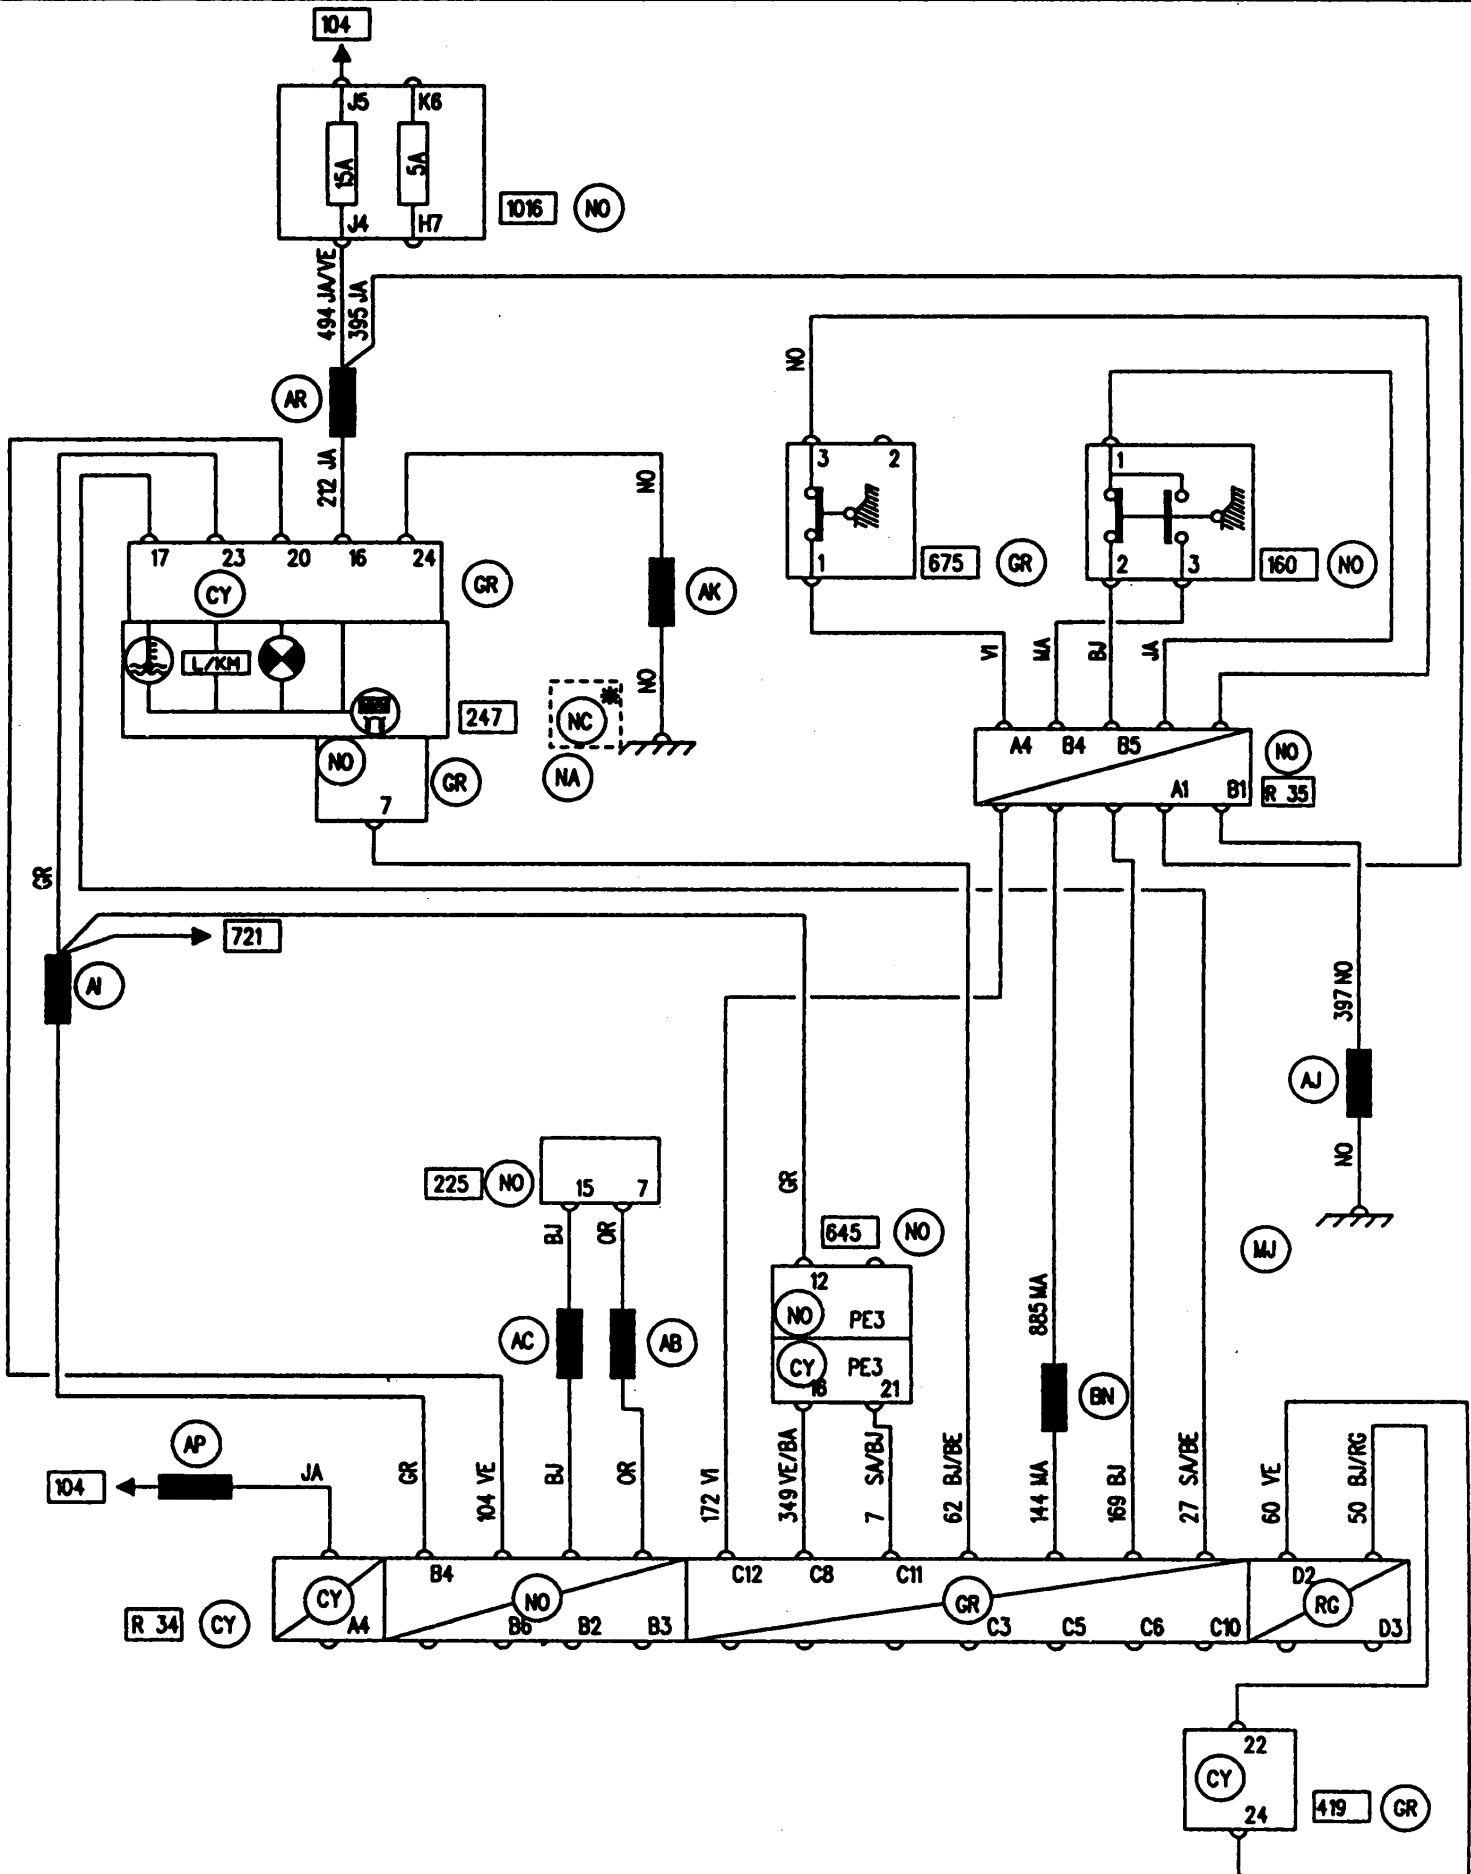 104
J5 K6
15A 5A
J4 H7
1016 NO
494 JA/VE
395 JA
AR
212 JA
NO
NO
17 23 20 16 24
CY
GR
L/KM
247
NO
7
GR
AK
NO
NC *
NA
3 2
1
675 GR
1
2 3
160 NO
VI
MA
BJ
JA
A4 B4 B5
A1 B1
NO
R 35
GR
721
AI
397 NO
AJ
NO
MJ
225 NO
15 7
BJ
OR
AC
AB
GR
645 NO
12
NO PE3
CY PE3
18 21
885 MA
BN
AP
104
JA
GR
104 VE
BJ
OR
172 VI
349 VE/BA
7 SA/BJ
62 BJ/BE
144 MA
169 BJ
27 SA/BE
60 VE
50 BJ/RG
R 34 CY
CY
A4
B4
NO
B6 B2 B3
C12 C8 C11
GR
C3 C5 C6 C10
D2
RG
D3
22
CY
24
419 GR